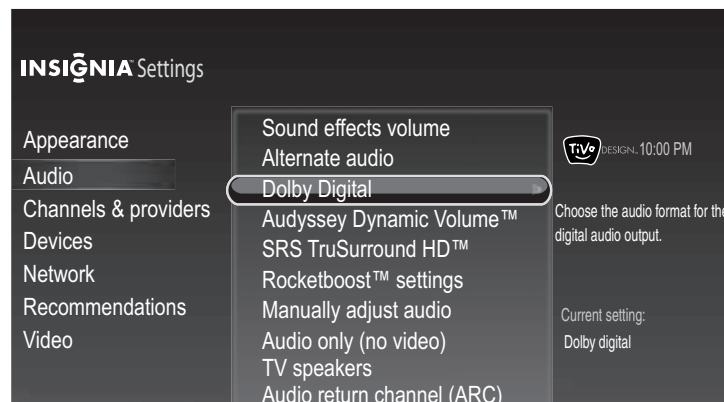 INSIGNIA™ Settings
Appearance
Audio
Channels & providers
Devices
Network
Recommendations
Video
Sound effects volume
Alternate audio
Dolby Digital
Audyssey Dynamic Volume™
SRS TruSurround HD™
Rocketboost™ settings
Manually adjust audio
Audio only (no video)
TV speakers
Audio return channel (ARC)
TiVo DESIGN™ 10:00 PM
Choose the audio format for the
digital audio output.
Current setting:
Dolby digital